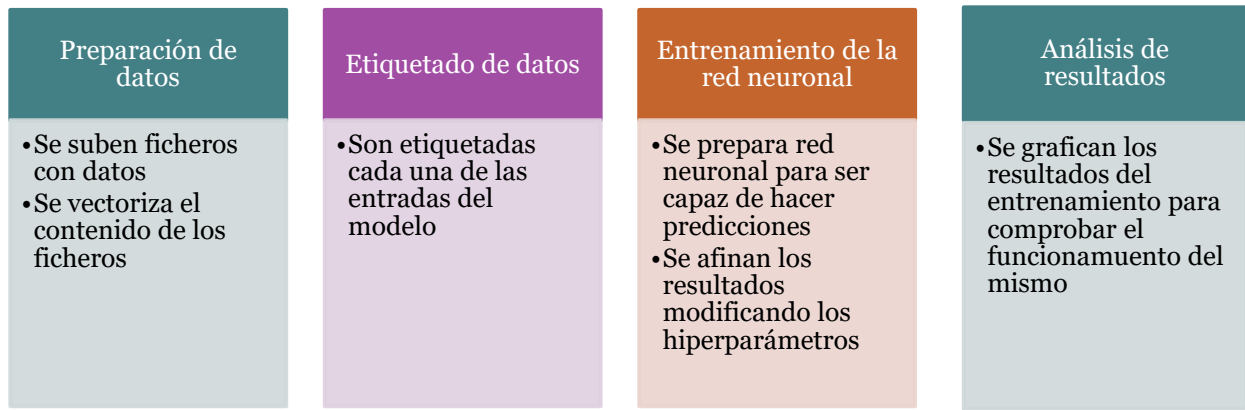 Preparación de
datos
•Se suben ficheros
con datos
•Se vectoriza el
contenido de los
ficheros
Etiquetado de datos
•Son etiquetadas
cada una de las
entradas del
modelo
Entrenamiento de la
red neuronal
•Se prepara red
neuronal para ser
capaz de hacer
predicciones
•Se afinan los
resultados
modificando los
hiperparámetros
Análisis de
resultados
•Se grafican los
resultados del
entrenamiento para
comprobar el
funcionamuento del
mismo